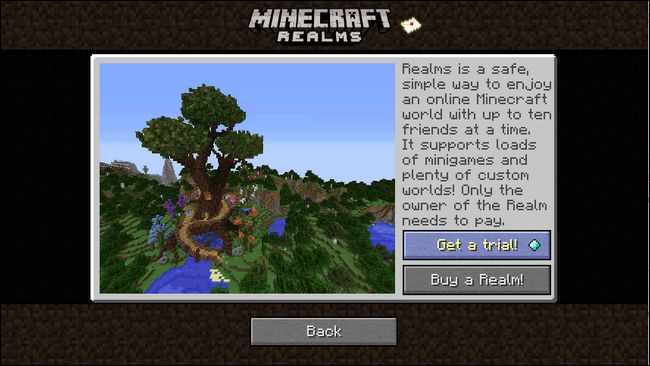 MINECRAFT
REALMS
Realms is a safe,
simple way to enjoy
an online Minecraft
world with up to ten
friends at a time.
It supports loads
of minigames and
plenty of custom
worlds! Only the
owner of the Realm
needs to pay.
Get a trial!
Buy a Realm!
Back